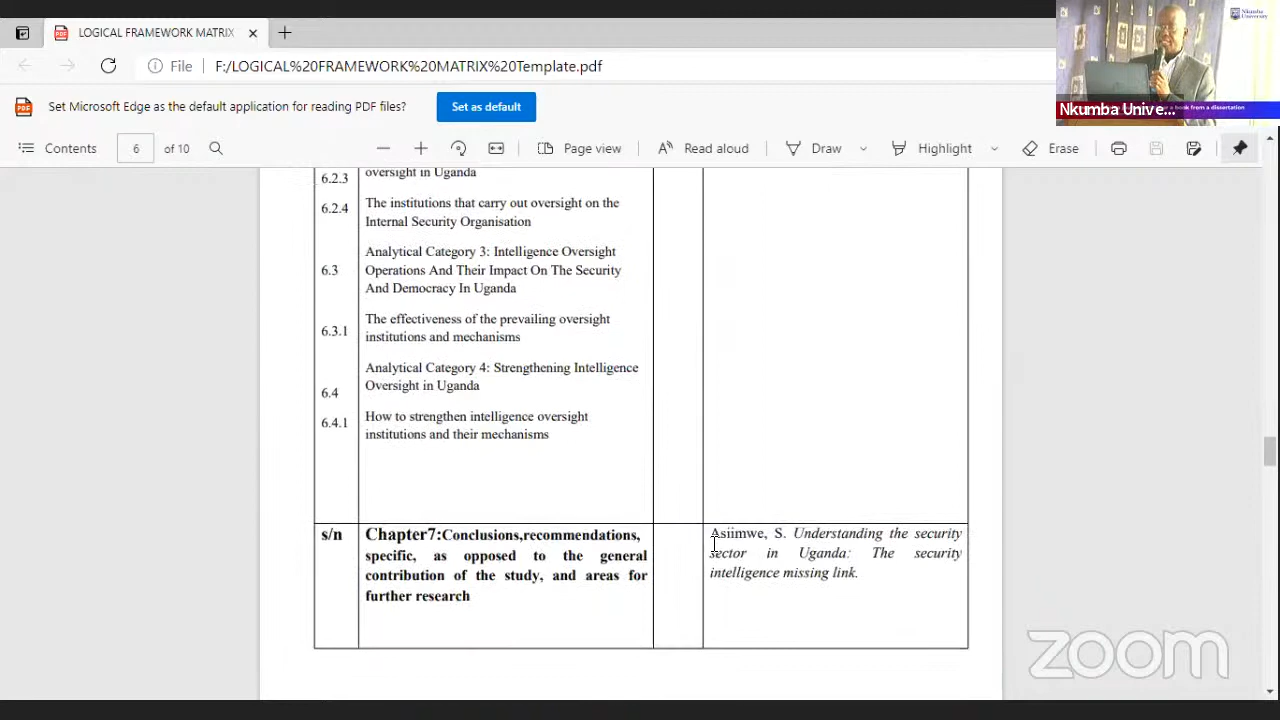 LOGICAL FRAMEWORK MATRIX
File F:/LOGICAL%20FRAMEWORK%20MATRIX%20Template.pdf
Set Microsoft Edge as the default application for reading PDF files? Set as default
Contents 6 of 10 Page view Read aloud Draw Highlight Erase
Nkumba University
a book from a dissertation
Nkumba Unive...
oversight in Uganda
6.2.3
6.2.4 The institutions that carry out oversight on the
Internal Security Organisation
Analytical Category 3: Intelligence Oversight
6.3 Operations And Their Impact On The Security
And Democracy In Uganda
The effectiveness of the prevailing oversight
6.3.1 institutions and mechanisms
Analytical Category 4: Strengthening Intelligence
6.4 Oversight in Uganda
6.4.1 How to strengthen intelligence oversight
institutions and their mechanisms
s/n Chapter7:Conclusions,recommendations,
specific, as opposed to the general
contribution of the study, and areas for
further research
Asiimwe, S. Understanding the security
sector in Uganda: The security
intelligence missing link.
zoom